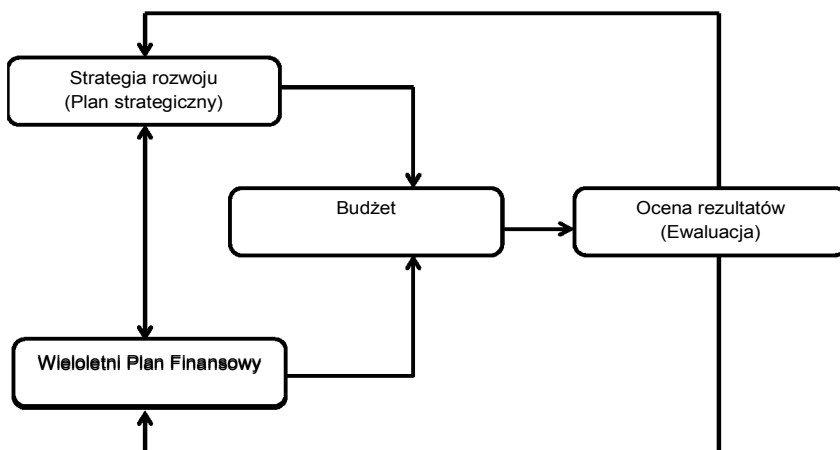 Strategia rozwoju
(Plan strategiczny)
Budżet
Ocena rezultatów
(Ewaluacja)
Wieloletni Plan Finansowy